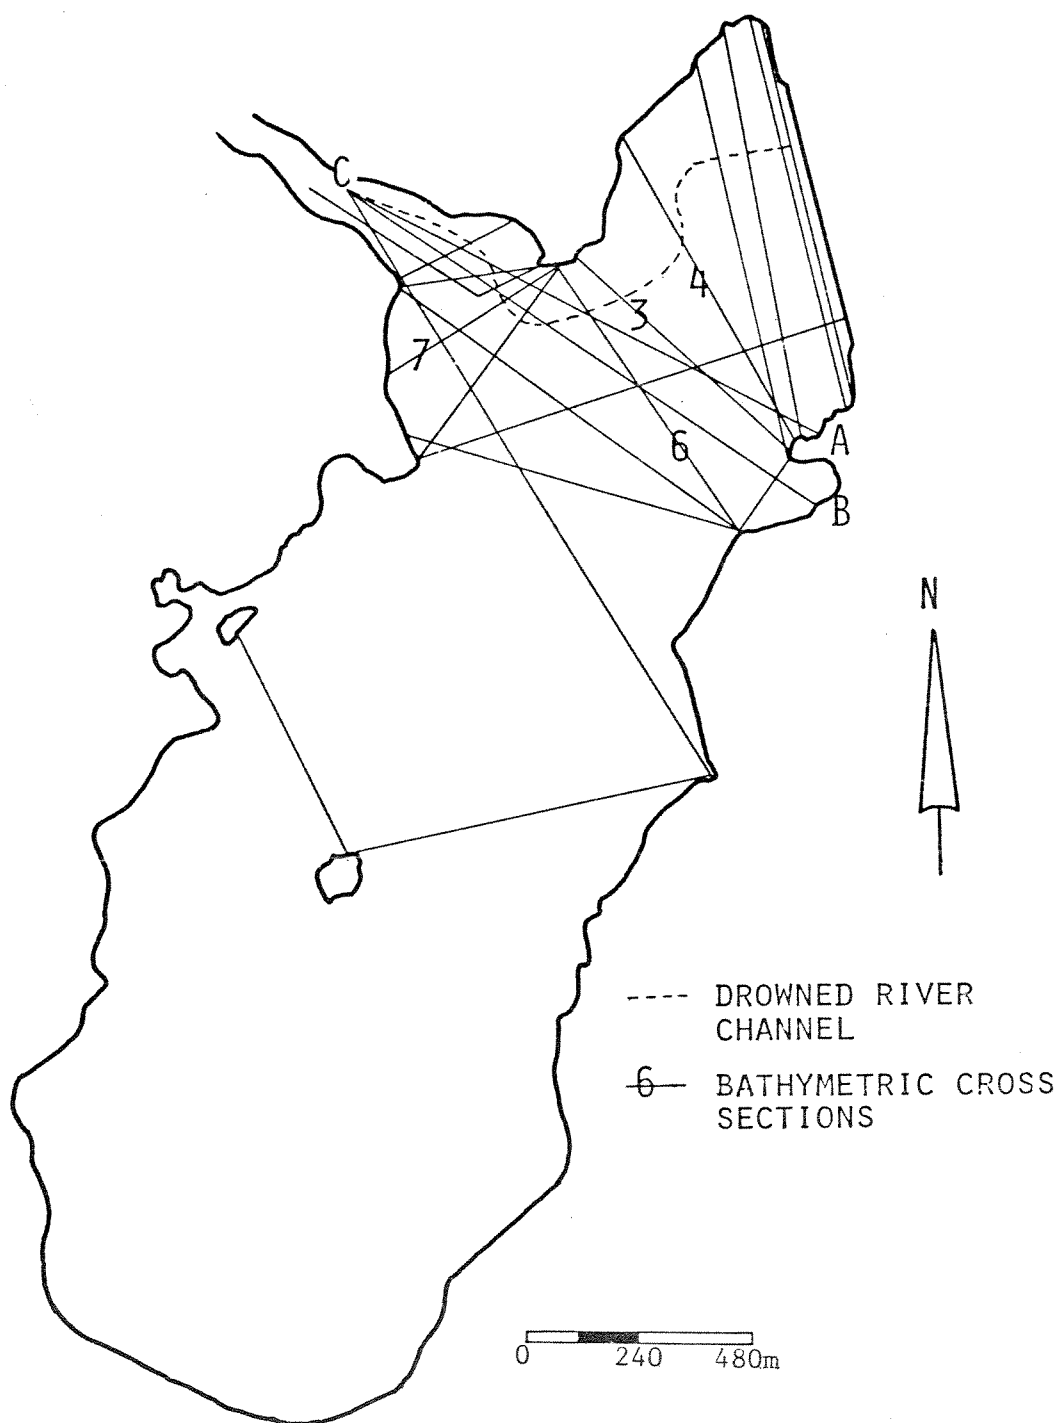 C
4
3
7
6
A
B
N
---- DROWNED RIVER
CHANNEL
6 BATHYMETRIC CROSS
SECTIONS
0 240 480m